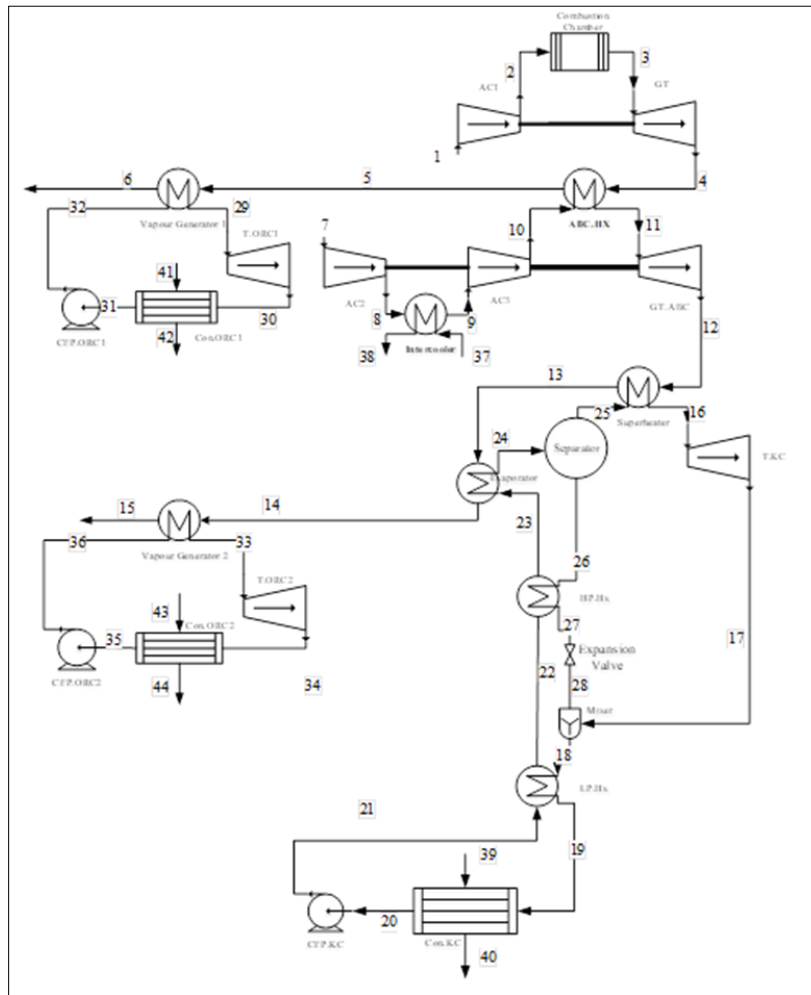 Combustion
Chamber
2
3
AC1
GT
1
4
6
5
32
29
Vapour Generator 1
T.ORC1
ABC.HX
7
10
11
41
31
30
CFP.ORC1
42
Con.ORC1
AC2
AC3
GT.ABC
8
9
12
38
Intercooler
37
13
25
16
Superheater
24
Separator
T.KC
Evaporator
15
14
23
36
33
Vapour Generator 2
26
T.ORC2
HP.Hx
43
27
17
Con.ORC2
35
22
Expansion
Valve
CFP.ORC2
44
34
28
Mixer
18
LP.Hx
21
19
39
20
CFP.KC
Con.KC
40